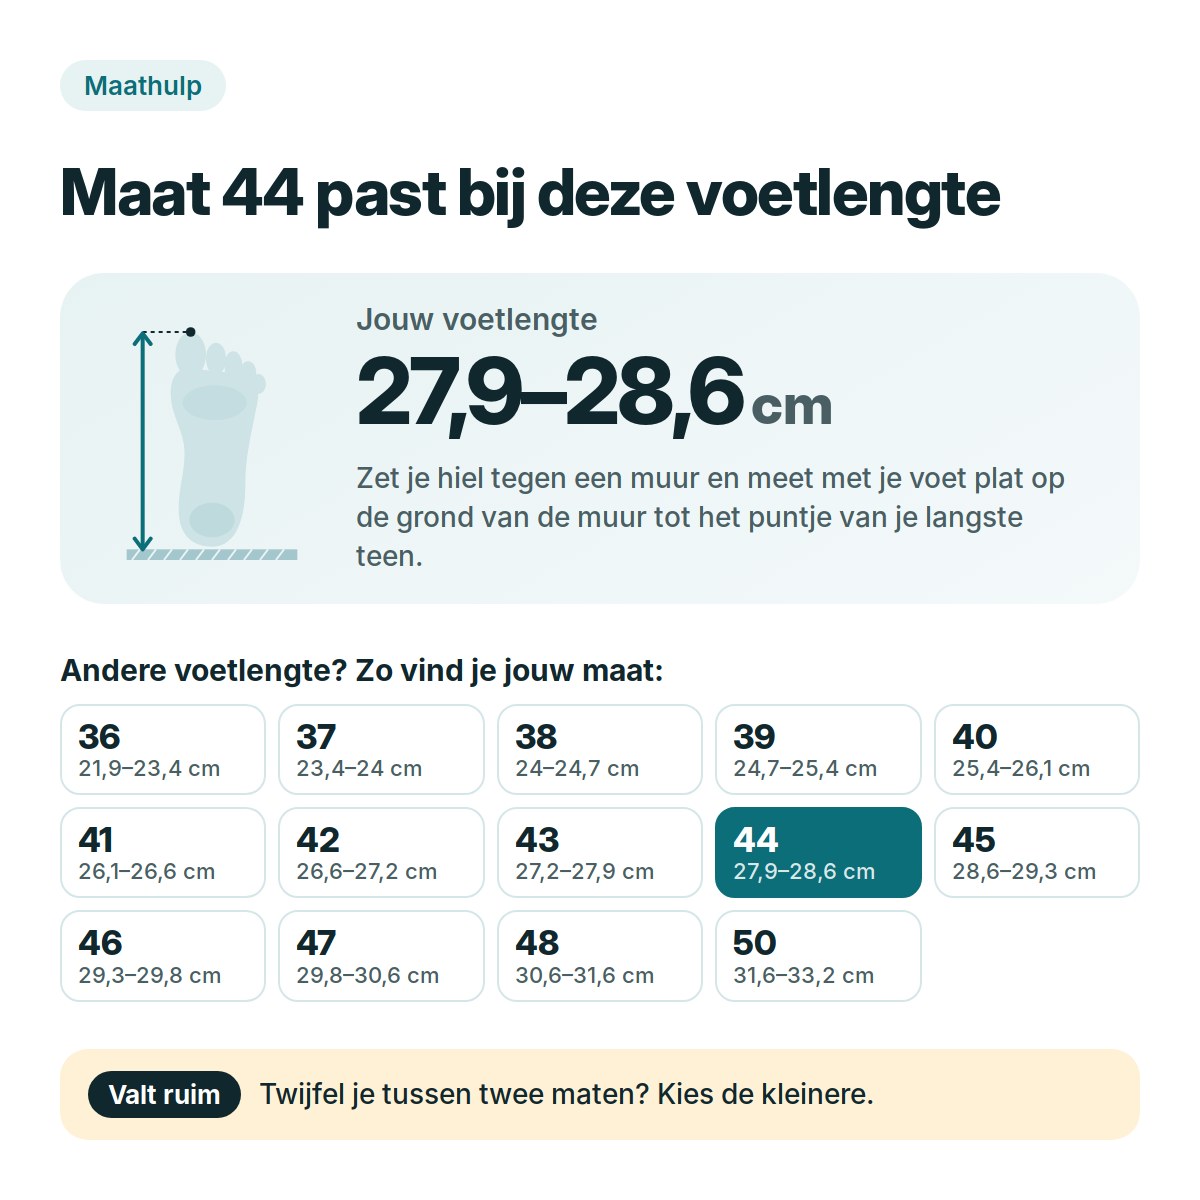 Maathulp
Maat 44 past bij deze voetlengte
Jouw voetlengte
27,9–28,6 cm
Zet je hiel tegen een muur en meet met je voet plat op
de grond van de muur tot het puntje van je langste
teen.
Andere voetlengte? Zo vind je jouw maat:
36
21,9–23,4 cm
37
23,4–24 cm
38
24–24,7 cm
39
24,7–25,4 cm
40
25,4–26,1 cm
41
26,1–26,6 cm
42
26,6–27,2 cm
43
27,2–27,9 cm
44
27,9–28,6 cm
45
28,6–29,3 cm
46
29,3–29,8 cm
47
29,8–30,6 cm
48
30,6–31,6 cm
50
31,6–33,2 cm
Valt ruim Twijfel je tussen twee maten? Kies de kleinere.